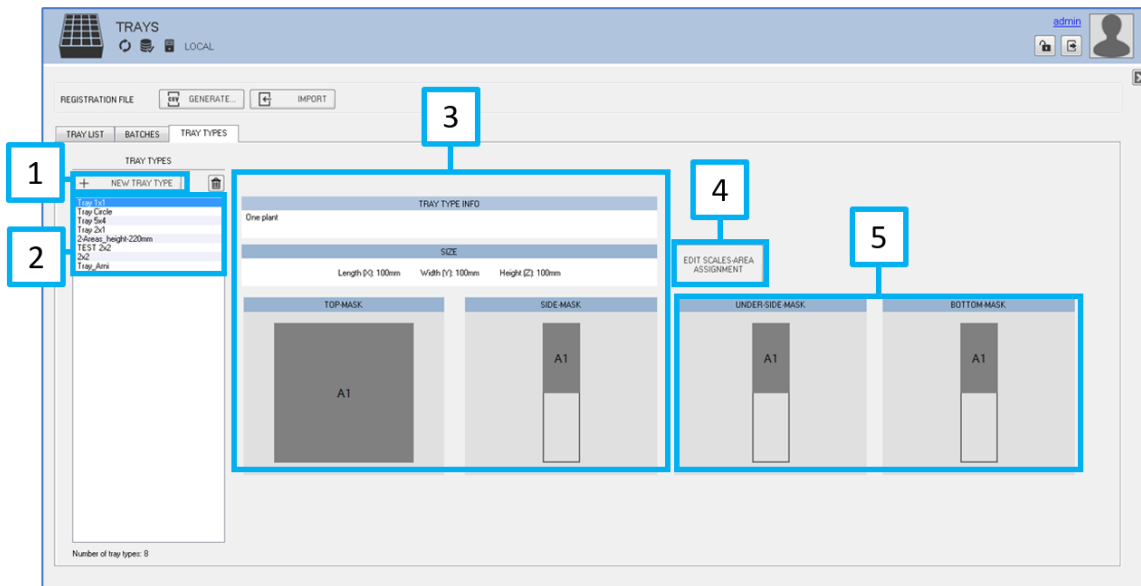 TRAYS
admin
LOCAL
REGISTRATION FILE
CSV
GENERATE...
IMPORT
TRAY LIST
BATCHES
TRAY TYPES
3
1
TRAY TYPES
NEW TRAY TYPE
4
Tray 1x1
Tray Circle
Tray 5x4
Tray 2x1
2-Areas_height-220mm
TEST 2x2
2x2
Tray_Arni
2
TRAY TYPE INFO
One plant
SIZE
Length (X): 100mm Width (Y): 100mm Height (Z): 100mm
EDIT SCALES-AREA
ASSIGNMENT
5
TOP-MASK
SIDE-MASK
UNDER-SIDE-MASK
BOTTOM-MASK
A1
A1
A1
A1
Number of tray types: 8